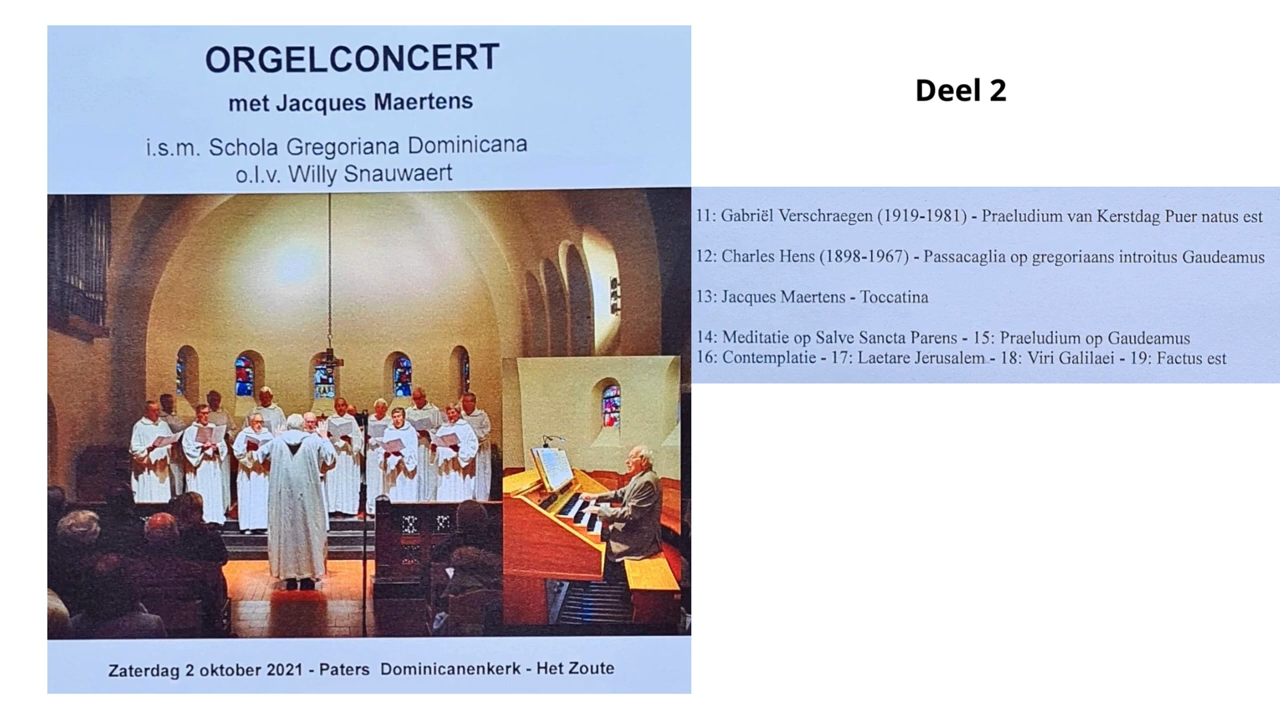 ORGELCONCERT
met Jacques Maertens
i.s.m. Schola Gregoriana Dominicana
o.l.v. Willy Snauwaert
Zaterdag 2 oktober 2021 - Paters Dominicanenkerk - Het Zoute
Deel 2
11: Gabriël Verschraegen (1919-1981) - Praeludium van Kerstdag Puer natus est
12: Charles Hens (1898-1967) - Passacaglia op gregoriaans introitus Gaudeamus
13: Jacques Maertens - Toccatina
14: Meditatie op Salve Sancta Parens - 15: Praeludium op Gaudeamus
16: Contemplatie - 17: Laetare Jerusalem - 18: Viri Galilaei - 19: Factus est